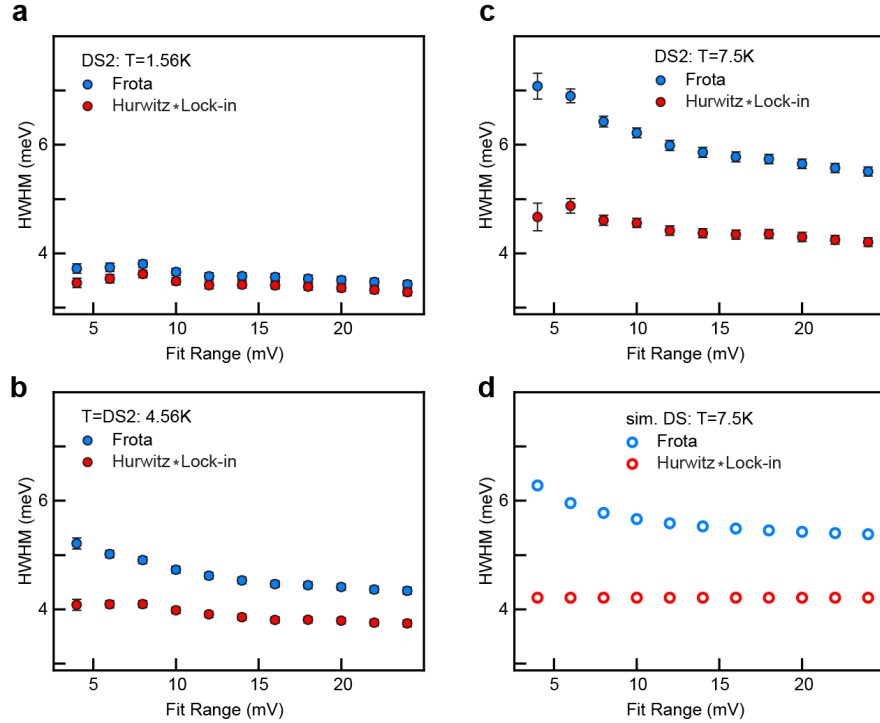 a
DS2: T=1.56K
Frota
Hurwitz*Lock-in
HWHM (meV)
6
4
5
10
15
20
Fit Range (mV)
b
T=DS2: 4.56K
Frota
Hurwitz*Lock-in
HWHM (meV)
6
4
5
10
15
20
Fit Range (mV)
c
DS2: T=7.5K
Frota
Hurwitz*Lock-in
HWHM (meV)
6
4
5
10
15
20
Fit Range (mV)
d
sim. DS: T=7.5K
Frota
Hurwitz*Lock-in
HWHM (meV)
6
4
5
10
15
20
Fit Range (mV)